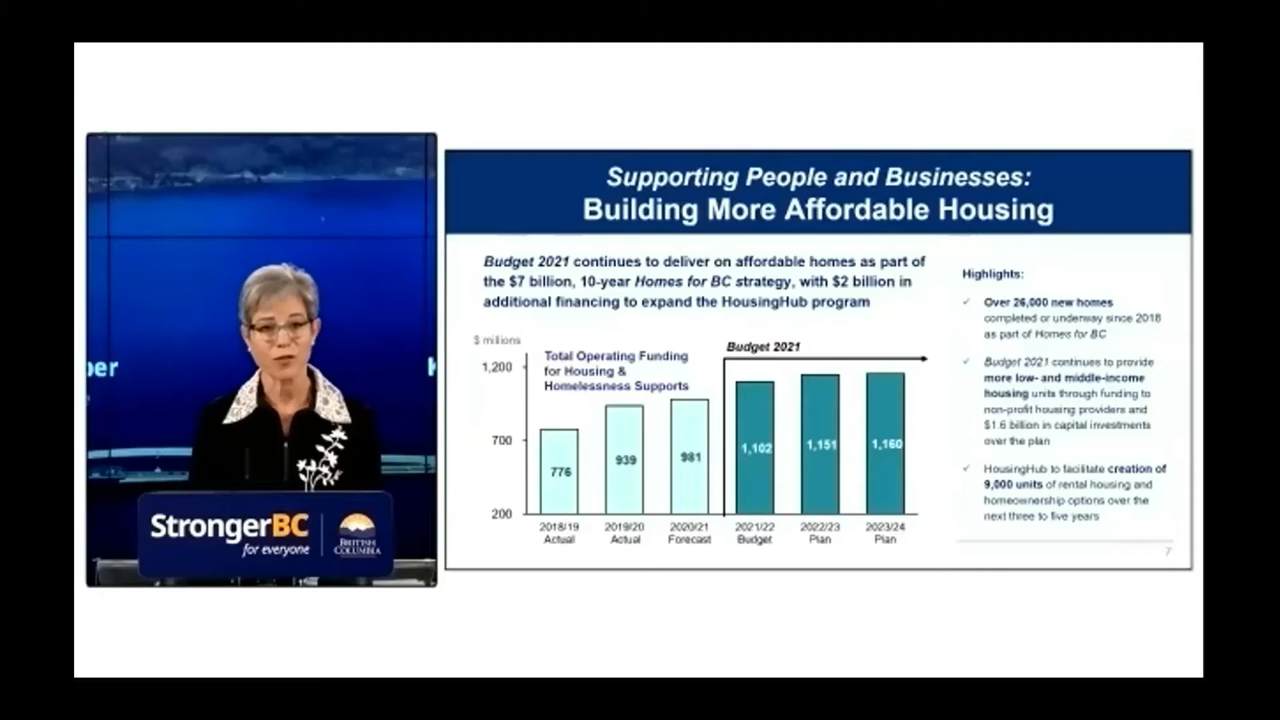 ber
K
StrongerBC
for everyone
BRITISH
COLUMBIA
Supporting People and Businesses:
Building More Affordable Housing
Budget 2021 continues to deliver on affordable homes as part of
the $7 billion, 10-year Homes for BC strategy, with $2 billion in
additional financing to expand the HousingHub program
$ millions
Total Operating Funding
for Housing &
Homelessness Supports
Budget 2021
1,200
700
200
776
939
981
1,102
1,151
1,160
2018/19
Actual
2019/20
Actual
2020/21
Forecast
2021/22
Budget
2022/23
Plan
2023/24
Plan
Highlights:
✓ Over 26,000 new homes
completed or underway since 2018
as part of Homes for BC
✓ Budget 2021 continues to provide
more low- and middle-income
housing units through funding to
non-profit housing providers and
$1.6 billion in capital investments
over the plan
✓ HousingHub to facilitate creation of
9,000 units of rental housing and
homeownership options over the
next three to five years
7